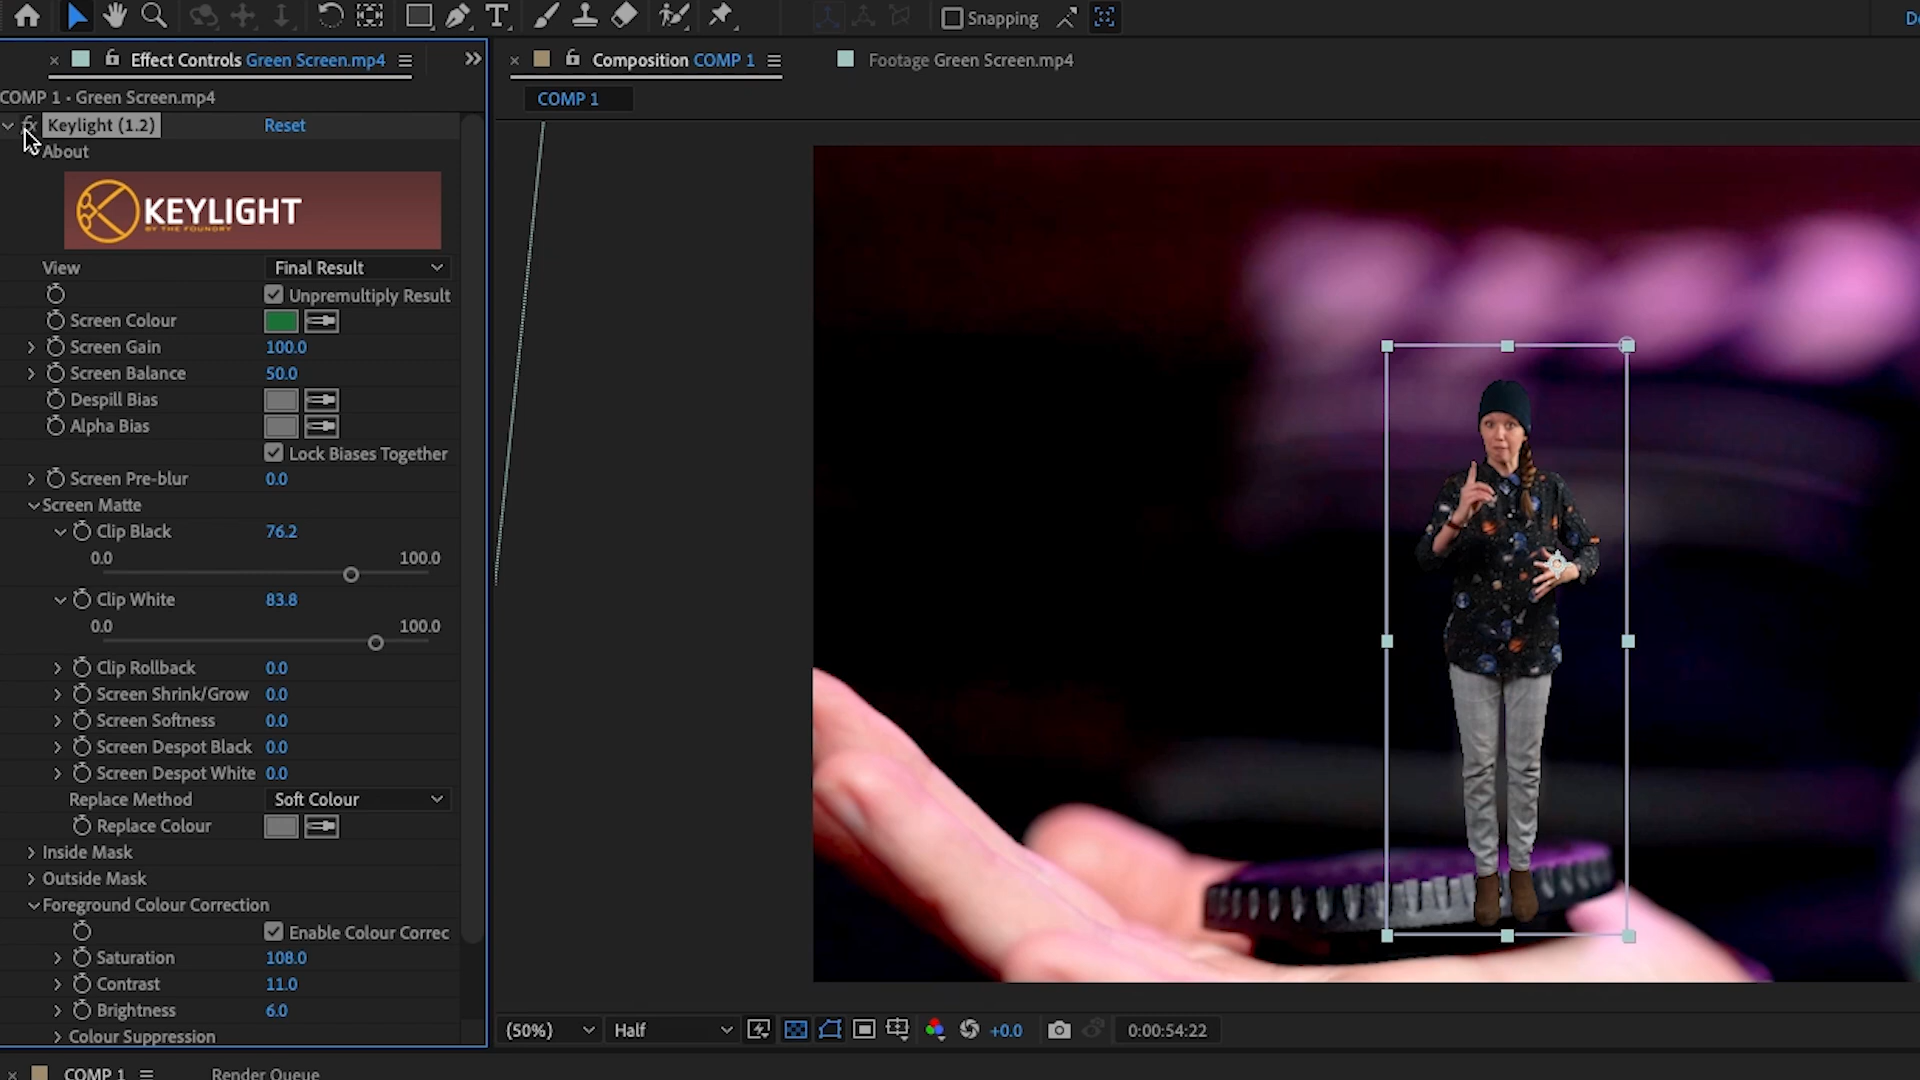 Snapping
De
Effect Controls Green Screen.mp4
Composition COMP 1
Footage Green Screen.mp4
COMP 1 • Green Screen.mp4
COMP 1
fx Keylight (1.2) Reset
About
KEYLIGHT
BY THE FOUNDRY
View Final Result
Unpremultiply Result
Screen Colour
Screen Gain 100.0
Screen Balance 50.0
Despill Bias
Alpha Bias
Lock Biases Together
Screen Pre-blur 0.0
Screen Matte
Clip Black 76.2
0.0 100.0
Clip White 83.8
0.0 100.0
Clip Rollback 0.0
Screen Shrink/Grow 0.0
Screen Softness 0.0
Screen Despot Black 0.0
Screen Despot White 0.0
Replace Method Soft Colour
Replace Colour
Inside Mask
Outside Mask
Foreground Colour Correction
Enable Colour Correc
Saturation 108.0
Contrast 11.0
Brightness 6.0
Colour Suppression
(50%) Half +0.0 0:00:54:22
COMP 1 Render Queue